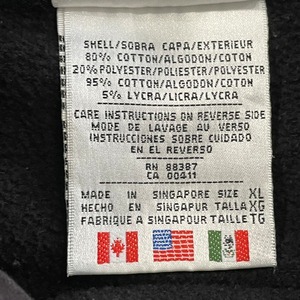 SHELL/SOBRA CAPA/EXTERIEUR
80% COTTON/ALGODON/COTON
20% POLYESTER/POLIESTER/POLYESTER
95% COTTON/ALGODON/COTON
5% LYCRA/LICRA/LYCRA
CARE INSTRUCTIONS ON REVERSE SIDE
MODE DE LAVAGE AU VERSO
INSTRUCCIONES SOBRE CUIDADO
EN EL REVERSO
RN 88387
CA 00411
MADE IN SINGAPORE SIZE XL
HECHO EN SINGAPUR TALLA XG
FABRIQUE A SINGAPOUR TAILLE TG